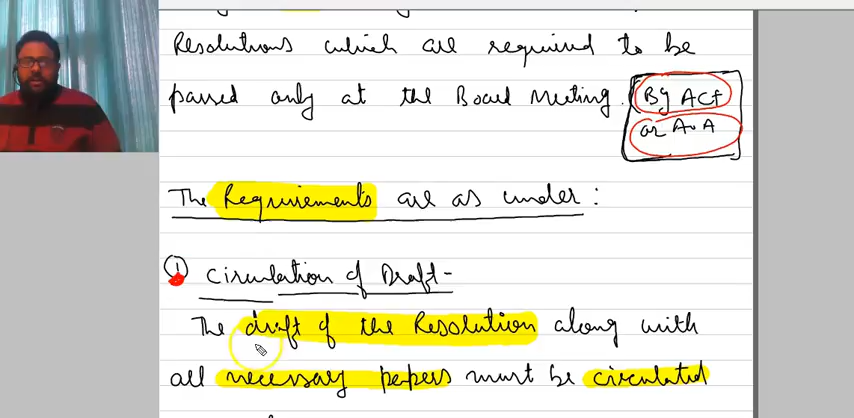 Resolutions which are required to be
passed only at the Board Meeting.
By Act
or AoA
The Requirements are as under:
① Circulation of Draft-
The draft of the Resolution along with
all necessary papers must be circulated